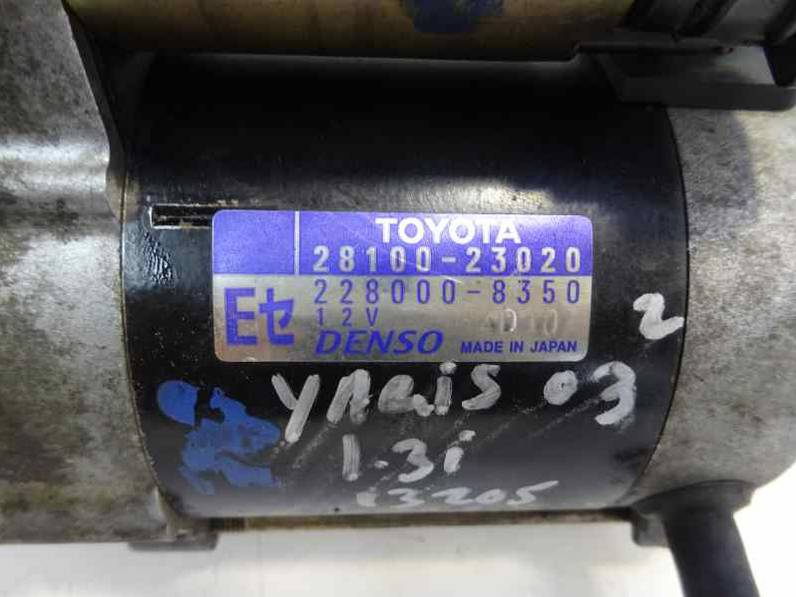 TOYOTA
28100-23020
Eセ 228000-8350
12V
DENSO MADE IN JAPAN
2
YARiS 03
1.3i
13205